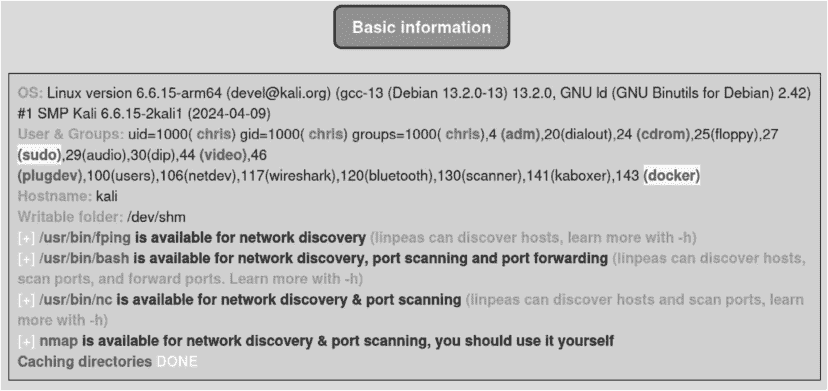 Basic information
OS: Linux version 6.6.15-arm64 (devel@kali.org) (gcc-13 (Debian 13.2.0-13) 13.2.0, GNU ld (GNU Binutils for Debian) 2.42)
#1 SMP Kali 6.6.15-2kali1 (2024-04-09)
User & Groups: uid=1000( chris) gid=1000( chris) groups=1000( chris),4 (adm),20(dialout),24 (cdrom),25(floppy),27
(sudo),29(audio),30(dip),44 (video),46
(plugdev),100(users),106(netdev),117(wireshark),120(bluetooth),130(scanner),141(kaboxer),143 (docker)
Hostname: kali
Writable folder: /dev/shm
[+] /usr/bin/fping is available for network discovery (linpeas can discover hosts, learn more with -h)
[+] /usr/bin/bash is available for network discovery, port scanning and port forwarding (linpeas can discover hosts,
scan ports, and forward ports. Learn more with -h)
[+] /usr/bin/nc is available for network discovery & port scanning (linpeas can discover hosts and scan ports, learn
more with -h)
[+] nmap is available for network discovery & port scanning, you should use it yourself
Caching directories DONE